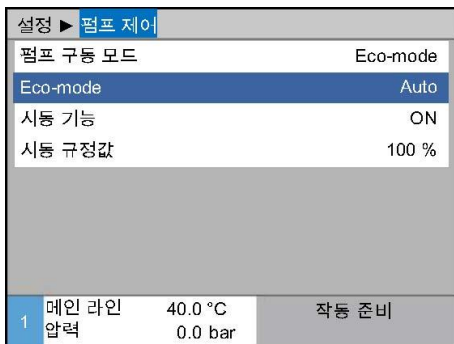 설정 ▶ 펌프 제어
펌프 구동 모드 Eco-mode
Eco-mode Auto
시동 기능 ON
시동 규정값 100 %
1 메인 라인 40.0 °C 작동 준비
압력 0.0 bar